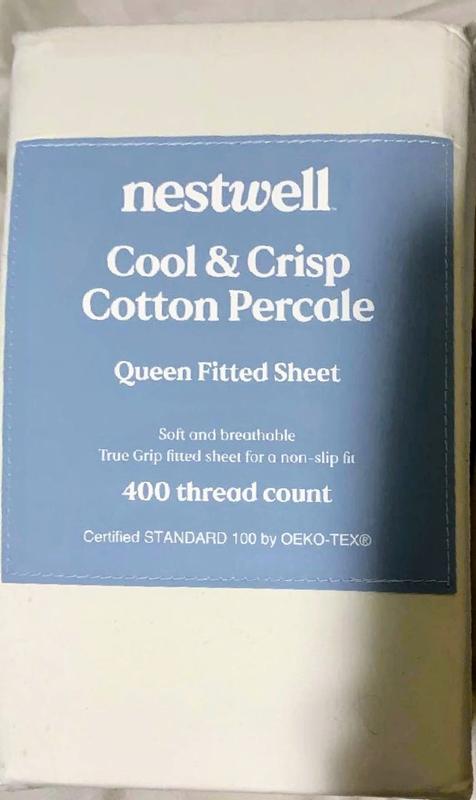 nestwell
Cool & Crisp
Cotton Percale
Queen Fitted Sheet
Soft and breathable
True Grip fitted sheet for a non-slip fit
400 thread count
Certified STANDARD 100 by OEKO-TEX®